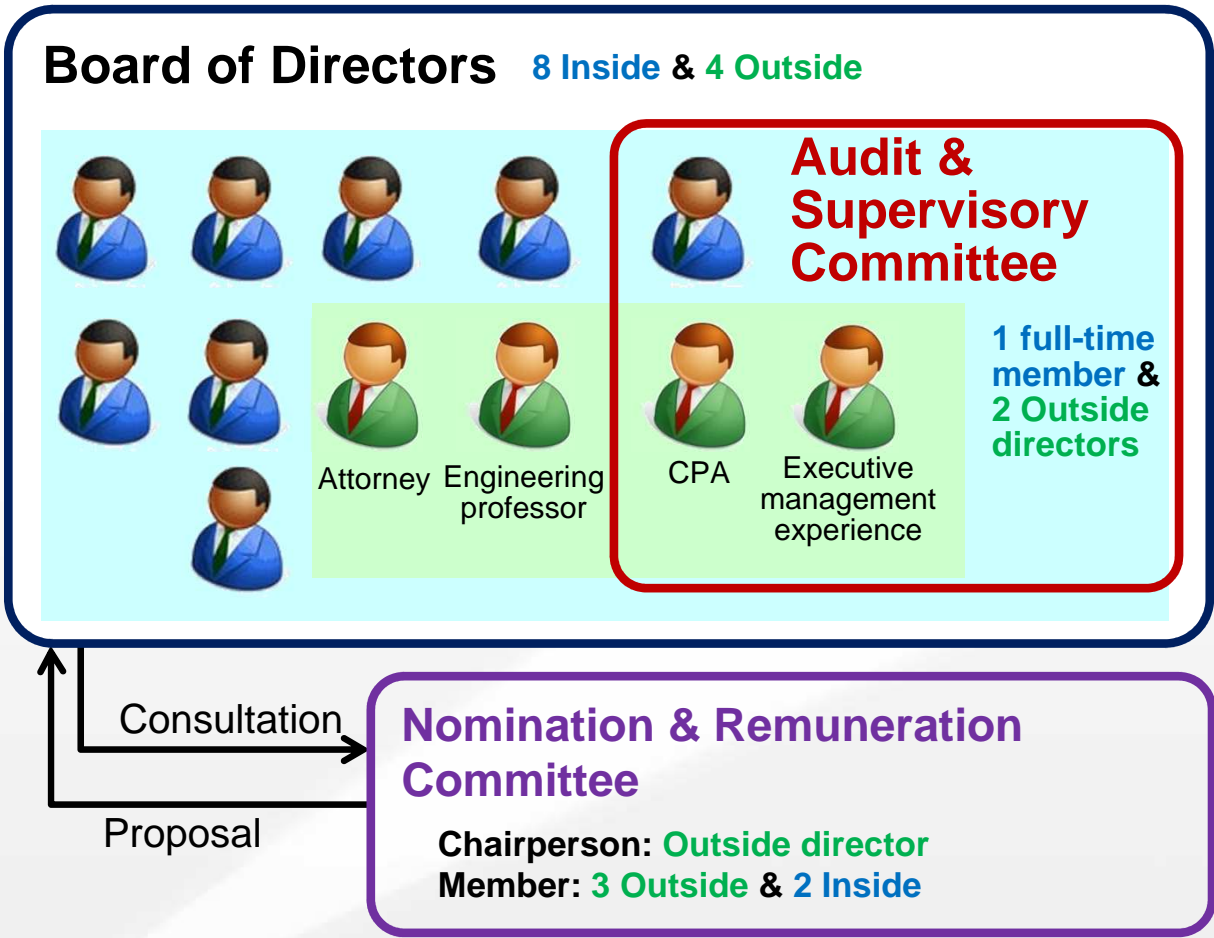 Board of Directors 8 Inside & 4 Outside
Audit &
Supervisory
Committee
1 full-time
member &
2 Outside
directors
Attorney
Engineering
professor
CPA
Executive
management
experience
Consultation
Proposal
Nomination & Remuneration
Committee
Chairperson: Outside director
Member: 3 Outside & 2 Inside